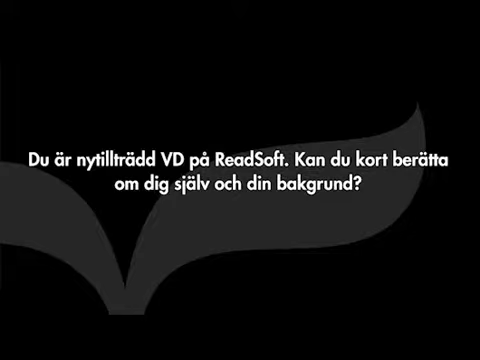 Du är nytillträdd VD på ReadSoft. Kan du kort berätta
om dig själv och din bakgrund?